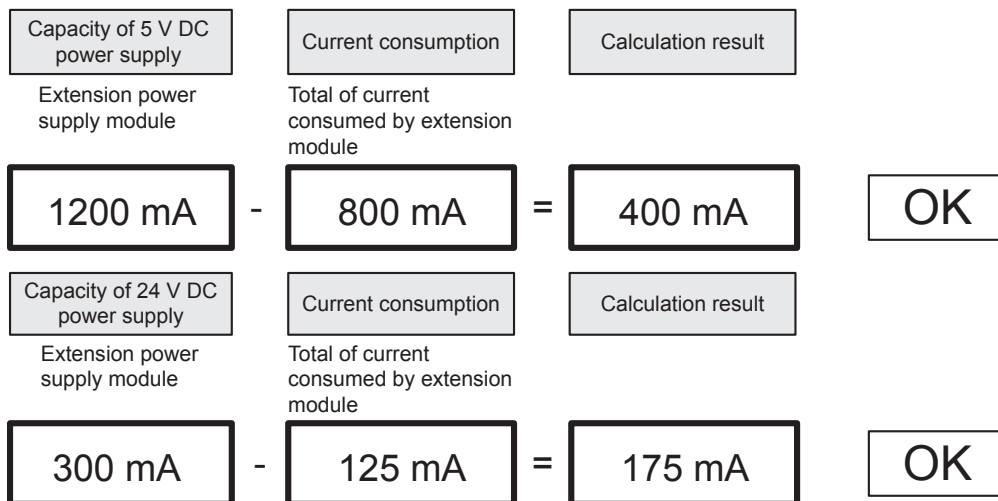 Capacity of 5 V DC
power supply
Current consumption
Calculation result
Extension power
supply module
Total of current
consumed by extension
module
1200 mA - 800 mA = 400 mA OK
Capacity of 24 V DC
power supply
Current consumption
Calculation result
Extension power
supply module
Total of current
consumed by extension
module
300 mA - 125 mA = 175 mA OK